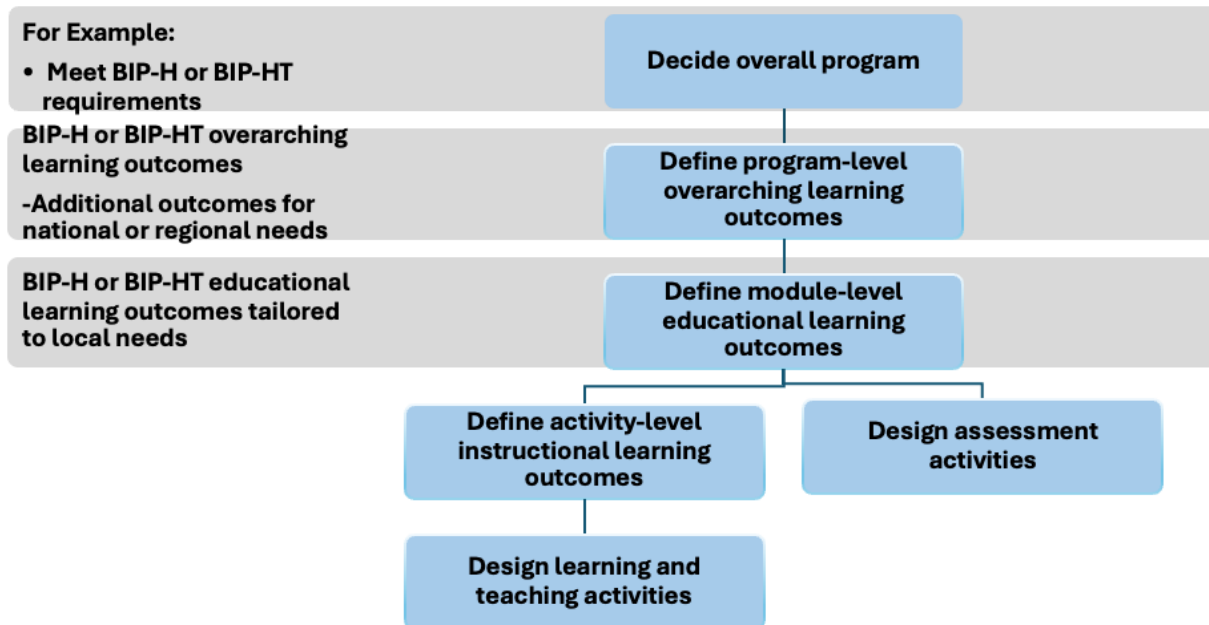 For Example:
• Meet BIP-H or BIP-HT
requirements
Decide overall program
BIP-H or BIP-HT overarching
learning outcomes
-Additional outcomes for
national or regional needs
Define program-level
overarching learning
outcomes
BIP-H or BIP-HT educational
learning outcomes tailored
to local needs
Define module-level
educational learning
outcomes
Define activity-level
instructional learning
outcomes
Design assessment
activities
Design learning and
teaching activities